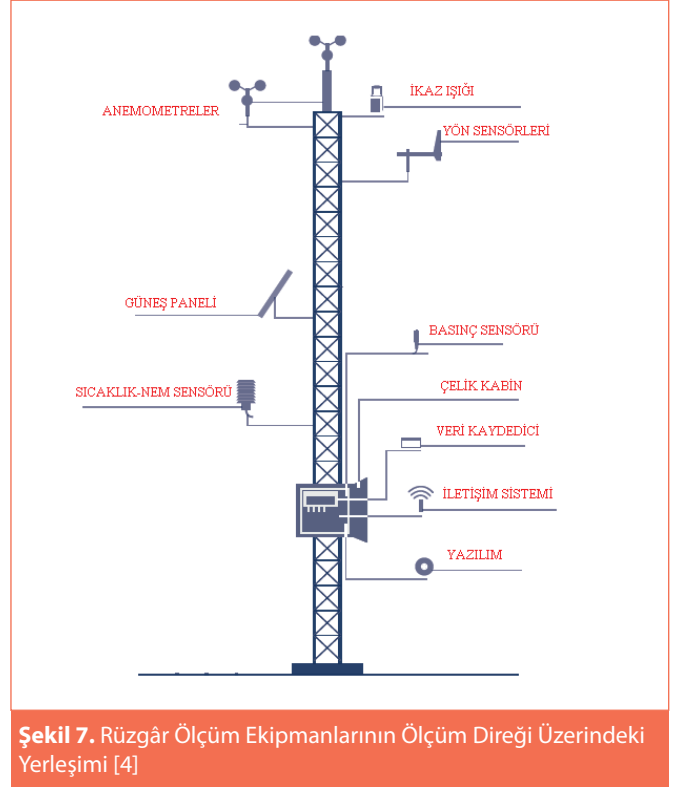 İKAZ IŞIĞI
ANEMOMETRELER
YÖN SENSÖRLERİ
GÜNEŞ PANELİ
BASINÇ SENSÖRÜ
SICAKLIK-NEM SENSÖRÜ
ÇELİK KABİN
VERİ KAYDEDİCİ
İLETİŞİM SİSTEMİ
YAZILIM
Şekil 7. Rüzgâr Ölçüm Ekipmanlarının Ölçüm Direği Üzerindeki
Yerleşimi [4]